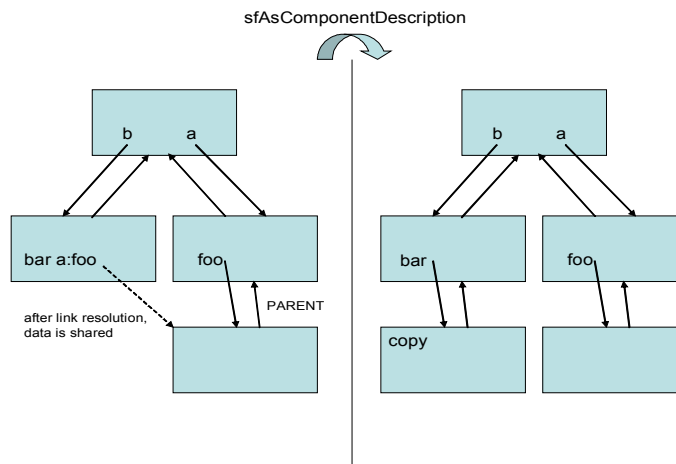 sfAsComponentDescription
b a
bar a:foo
foo
after link resolution,
data is shared
PARENT
b a
bar
foo
copy